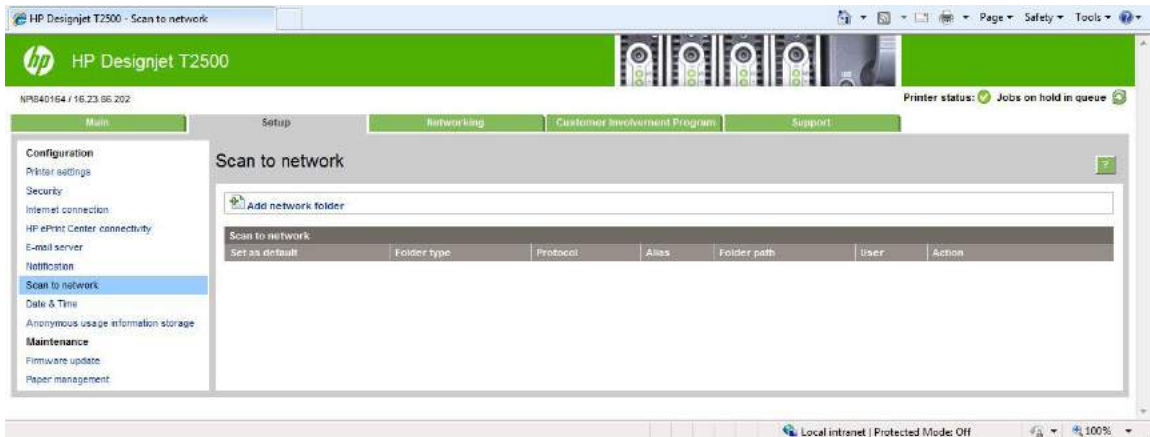 HP Designjet T2500 - Scan to network
Page Safety Tools
hp HP Designjet T2500
NPI840164 / 16.23.66.202
Printer status: Jobs on hold in queue
Main Setup Networking Customer Involvement Program Support
Configuration
Printer settings
Security
Internet connection
HP ePrint Center connectivity
E-mail server
Notification
Scan to network
Date & Time
Anonymous usage information storage
Maintenance
Firmware update
Paper management
Scan to network
?
Add network folder
Scan to network
Set as default Folder type Protocol Alias Folder path User Action
Local intranet | Protected Mode: Off 100%